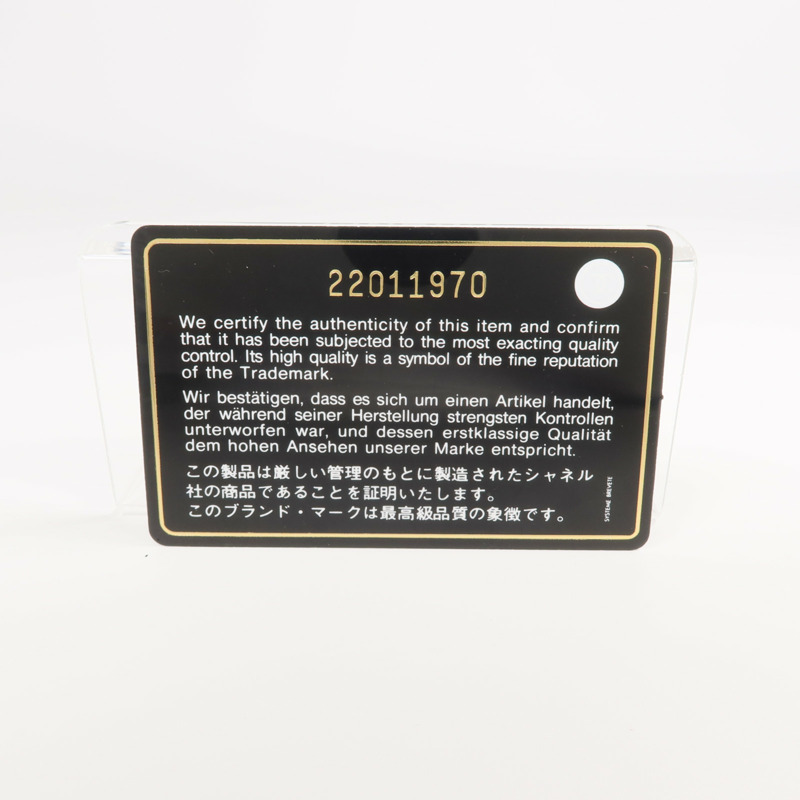 22011970
We certify the authenticity of this item and confirm
that it has been subjected to the most exacting quality
control. Its high quality is a symbol of the fine reputation
of the Trademark.
Wir bestätigen, dass es sich um einen Artikel handelt,
der während seiner Herstellung strengsten Kontrollen
unterworfen war, und dessen erstklassige Qualität
dem hohen Ansehen unserer Marke entspricht.
この製品は厳しい管理のもとに製造されたシャネル
社の商品であることを証明いたします。
このブランド・マークは最高級品質の象徴です。
SYSTEME BREVETE